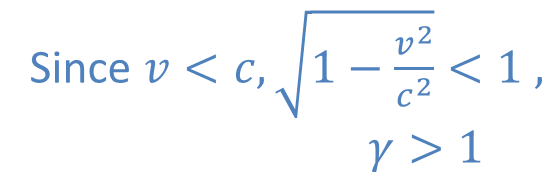 Since 𝑣 < 𝑐, √(1 − 𝑣²/𝑐²) < 1 ,
𝛾 > 1